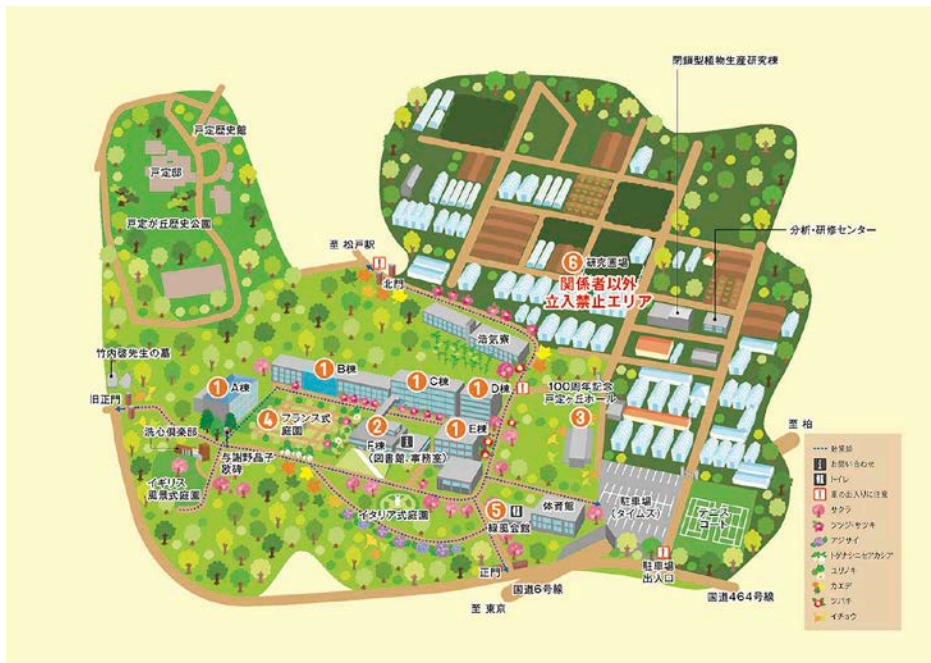 閉鎖型植物生産研究棟
戸定歴史館
戸定邸
戸定が丘歴史公園
分析・研修センター
至 松戸駅
北門
6 研究圃場
関係者以外
立入禁止エリア
浩気寮
竹内啓先生の墓
旧正門
1 A棟
1 B棟
1 C棟
1 D棟
1 E棟
100周年記念
戸定ヶ丘ホール
3
4 フランス式
庭園
2
F棟
(図書館、事務室)
至 柏
洗心倶楽部
与謝野晶子
歌碑
イギリス
風景式庭園
イタリア式庭園
5
緑風会館
体育館
駐車場
(タイムズ)
テニス
コート
正門
駐車場
出入口
国道6号線
国道464号線
至 東京
散策路
お問い合わせ
トイレ
車の出入りに注意
サクラ
ツツジ・サツキ
アジサイ
トゲナシニセアカシア
ユリノキ
カエデ
ツバキ
イチョウ